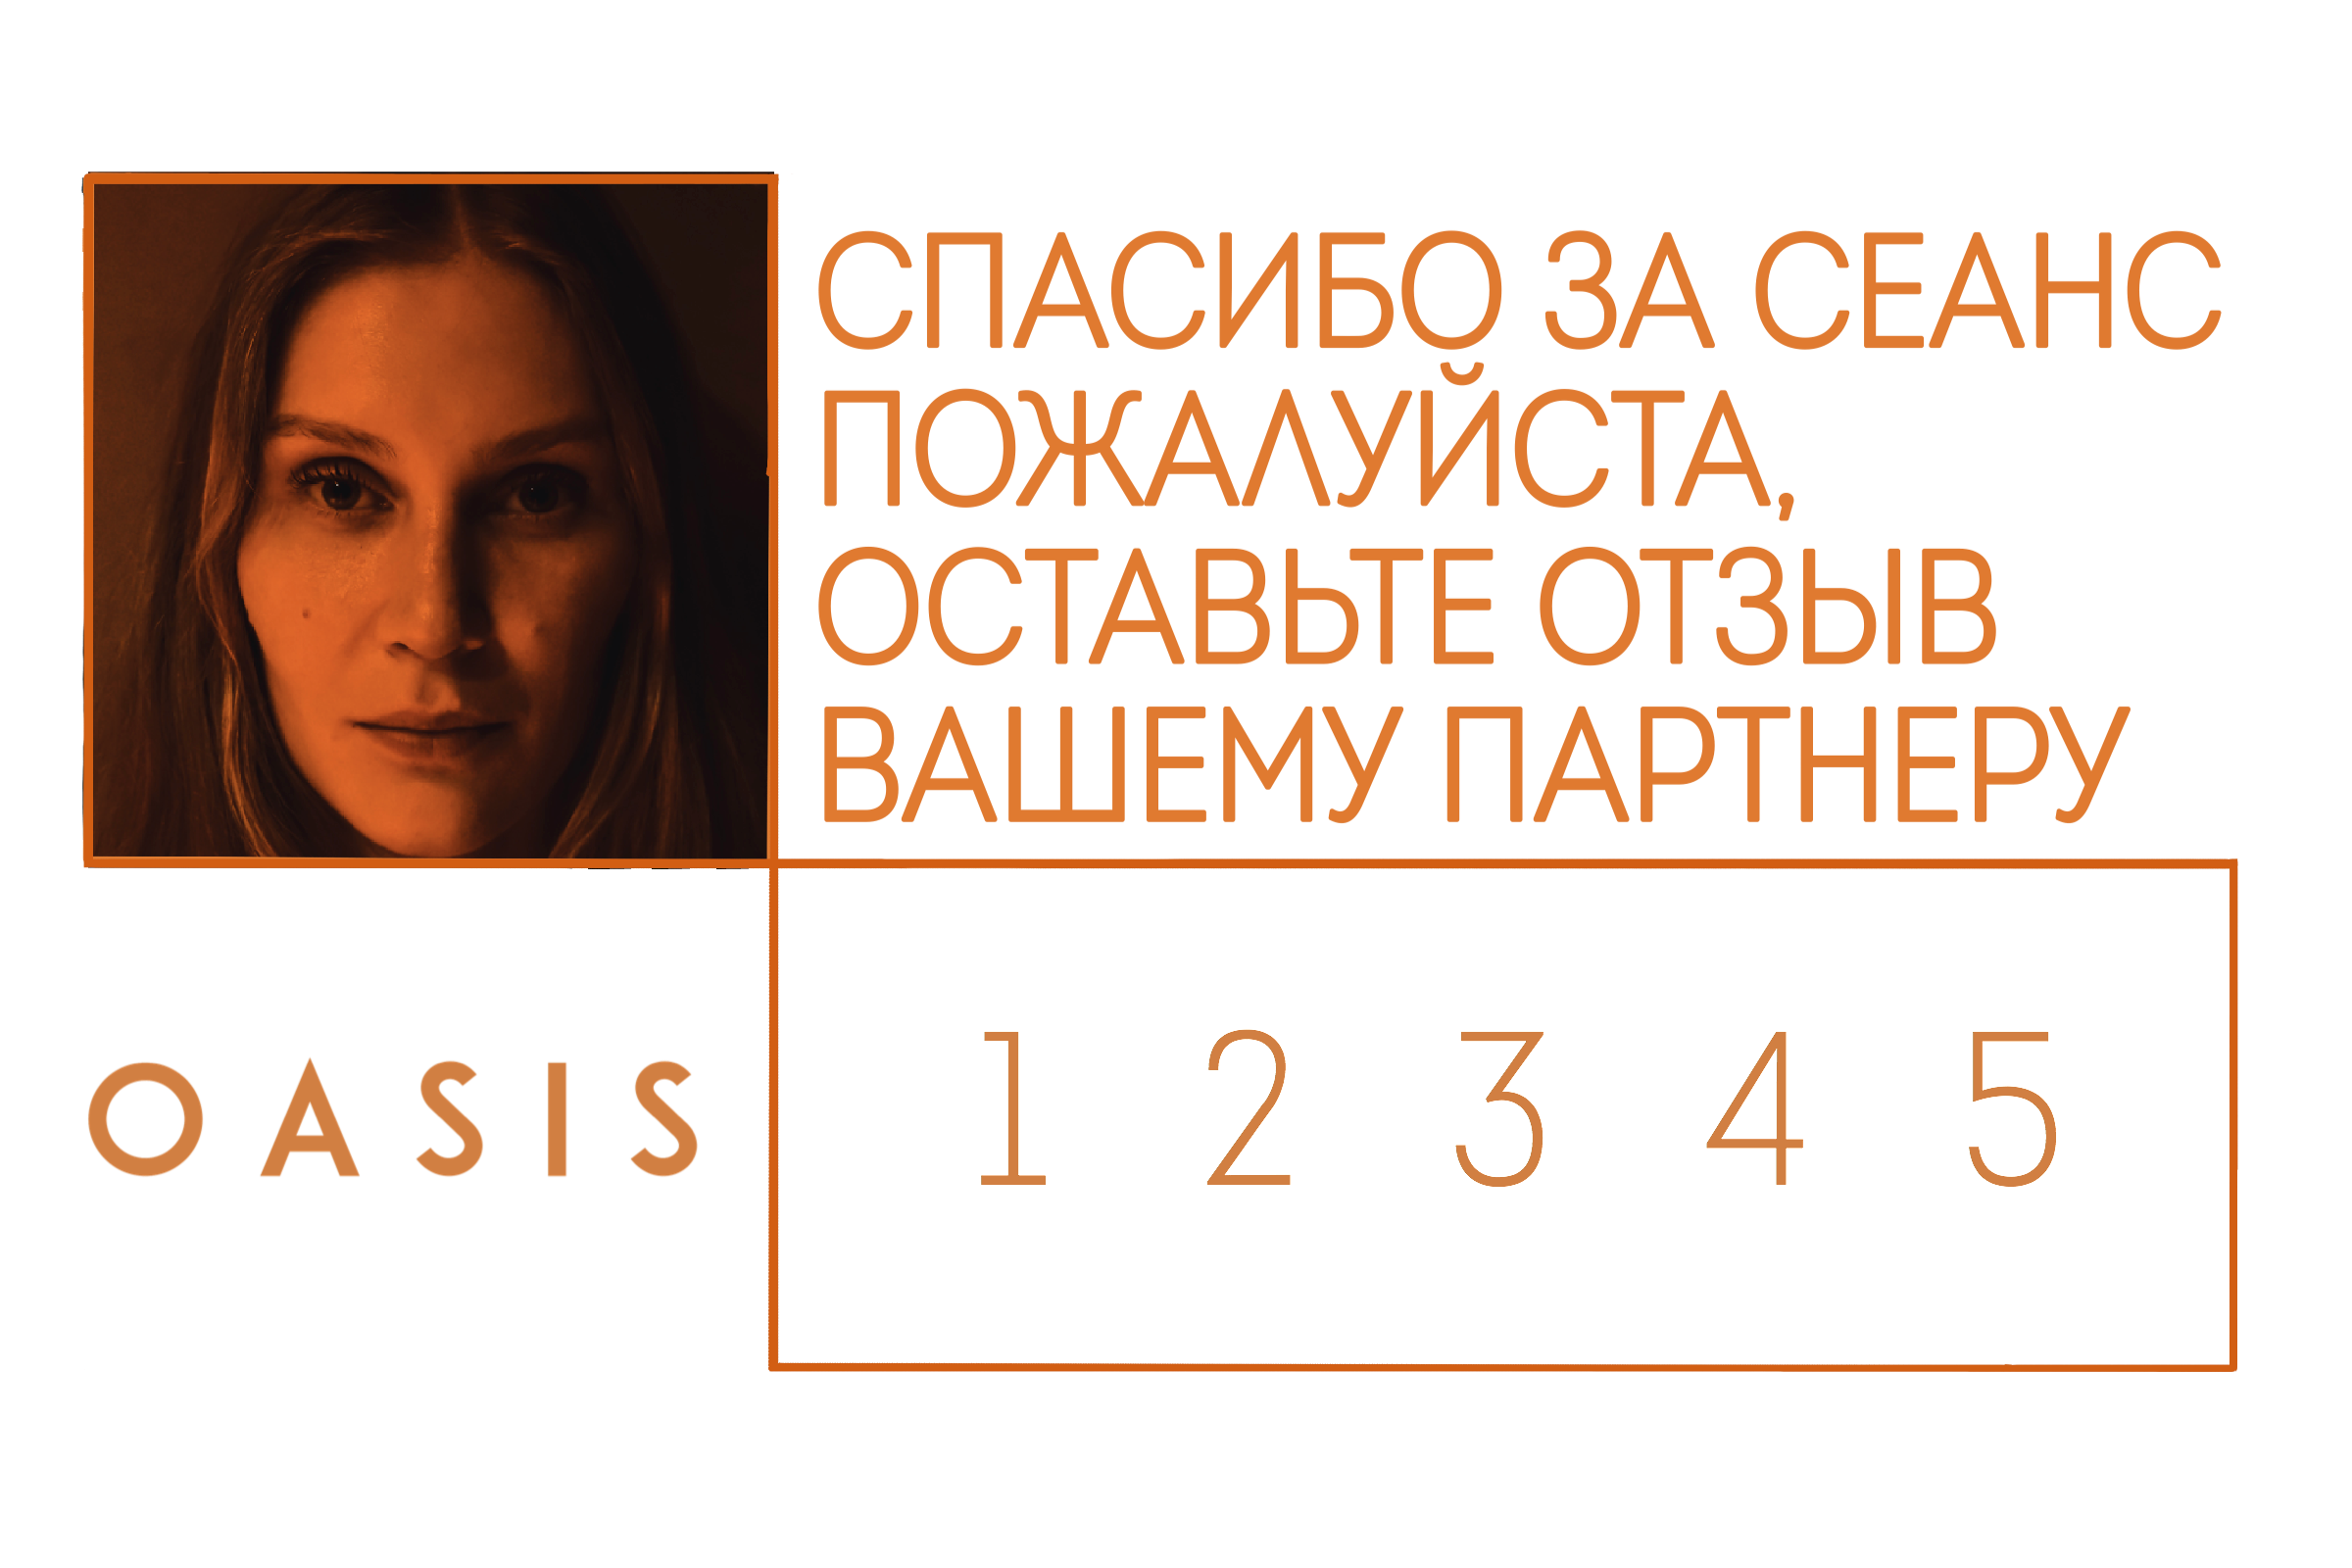 СПАСИБО ЗА СЕАНС
ПОЖАЛУЙСТА,
ОСТАВЬТЕ ОТЗЫВ
ВАШЕМУ ПАРТНЕРУ
OASIS
1 2 3 4 5